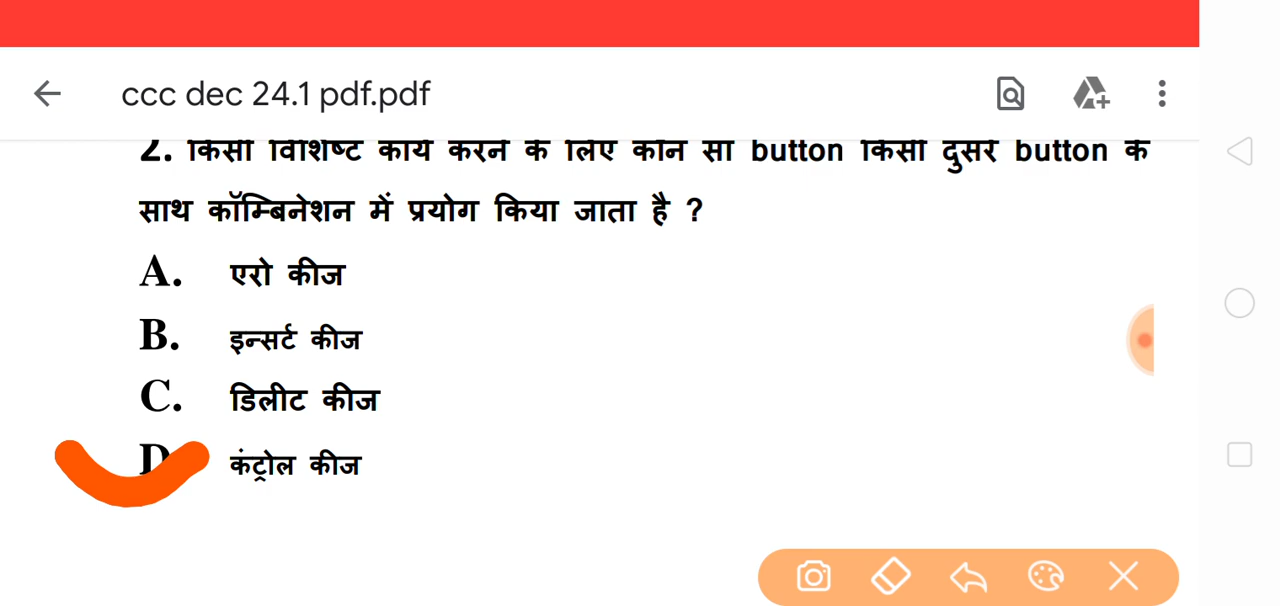 ccc dec 24.1 pdf.pdf
2. किसी विशिष्ट कार्य करने के लिए कौन सा button किसी दुसरे button के
साथ कॉम्बिनेशन में प्रयोग किया जाता है ?
A. एरो कीज
B. इन्सर्ट कीज
C. डिलीट कीज
D कंट्रोल कीज